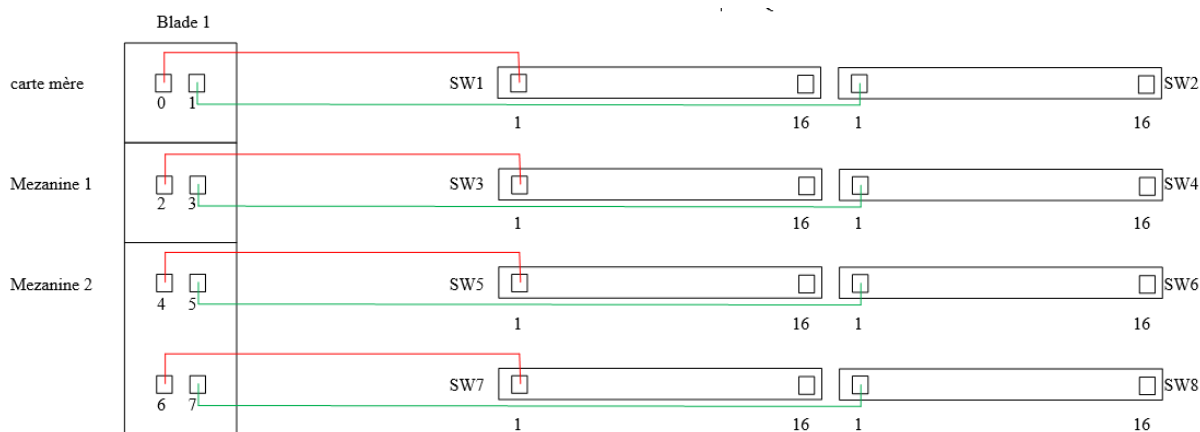 Blade 1
carte mère
0 1
SW1
1 16
1 16
SW2
Mezanine 1
2 3
SW3
1 16
1 16
SW4
Mezanine 2
4 5
SW5
1 16
1 16
SW6
6 7
SW7
1 16
1 16
SW8